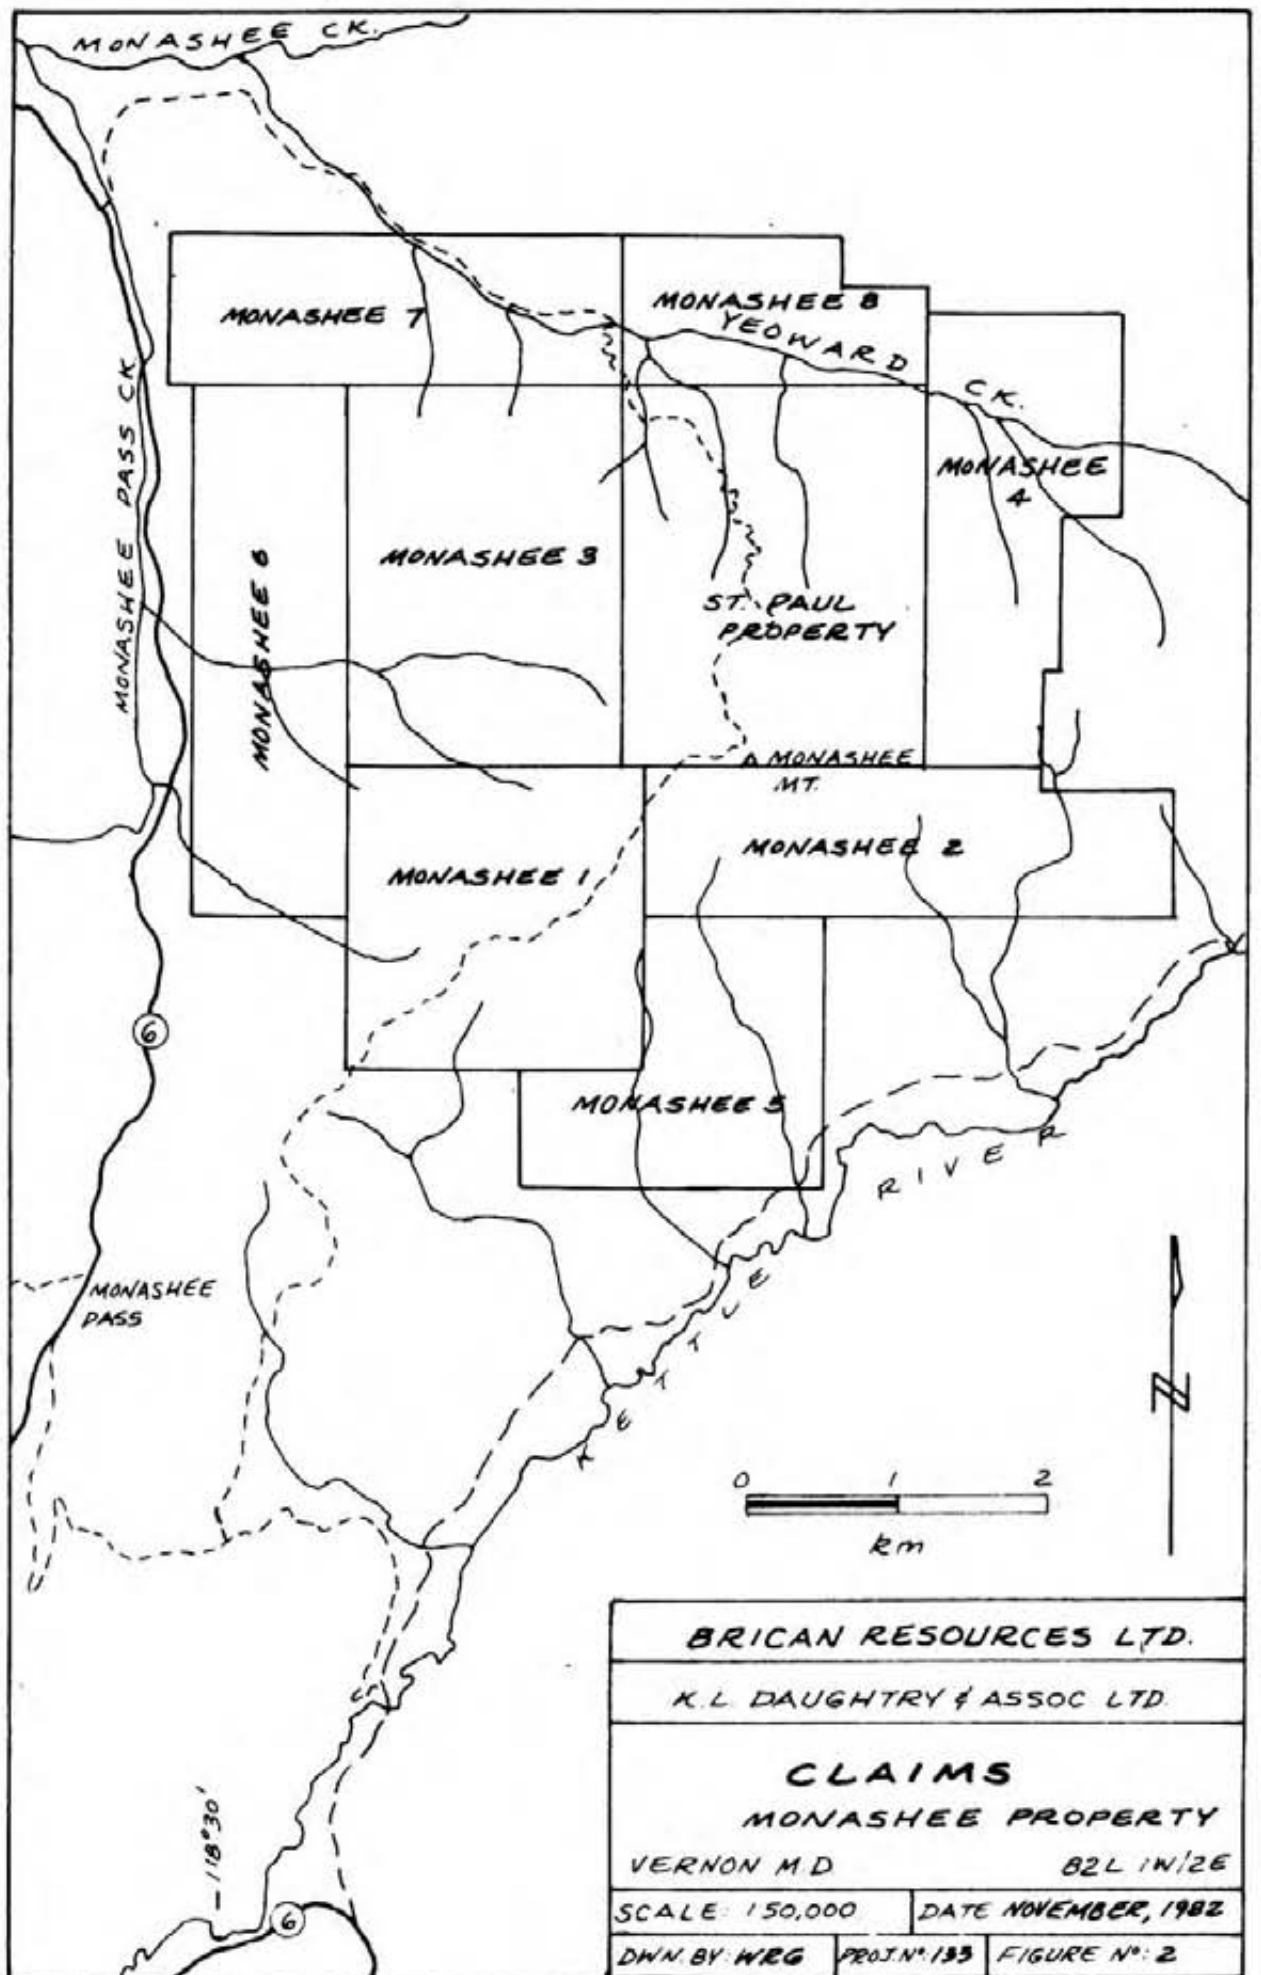 MONASHEE CK.
MONASHEE 7
MONASHEE 8
YEOWARD CK.
MONASHEE PASS CK
MONASHEE
4
MONASHEE 6
MONASHEE 3
ST. PAUL
PROPERTY
MONASHEE
MT.
MONASHEE 1
MONASHEE 2
6
MONASHEE 5
KETTLE RIVER
MONASHEE
PASS
N
0 1 2
km
118°30'
6
BRICAN RESOURCES LTD.
K.L. DAUGHTRY & ASSOC LTD.
CLAIMS
MONASHEE PROPERTY
VERNON M.D 82L 1W/2E
SCALE: 1:50,000 DATE NOVEMBER, 1982
DWN. BY: WRG PROJ. Nº: 133 FIGURE Nº: 2